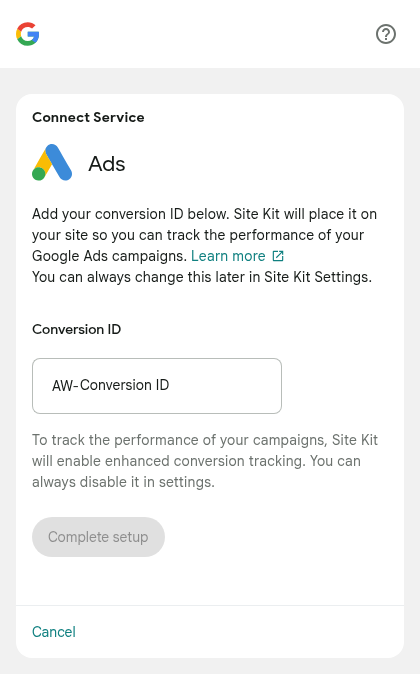 Connect Service
Ads
Add your conversion ID below. Site Kit will place it on
your site so you can track the performance of your
Google Ads campaigns. Learn more
You can always change this later in Site Kit Settings.
Conversion ID
AW-Conversion ID
To track the performance of your campaigns, Site Kit
will enable enhanced conversion tracking. You can
always disable it in settings.
Complete setup
Cancel